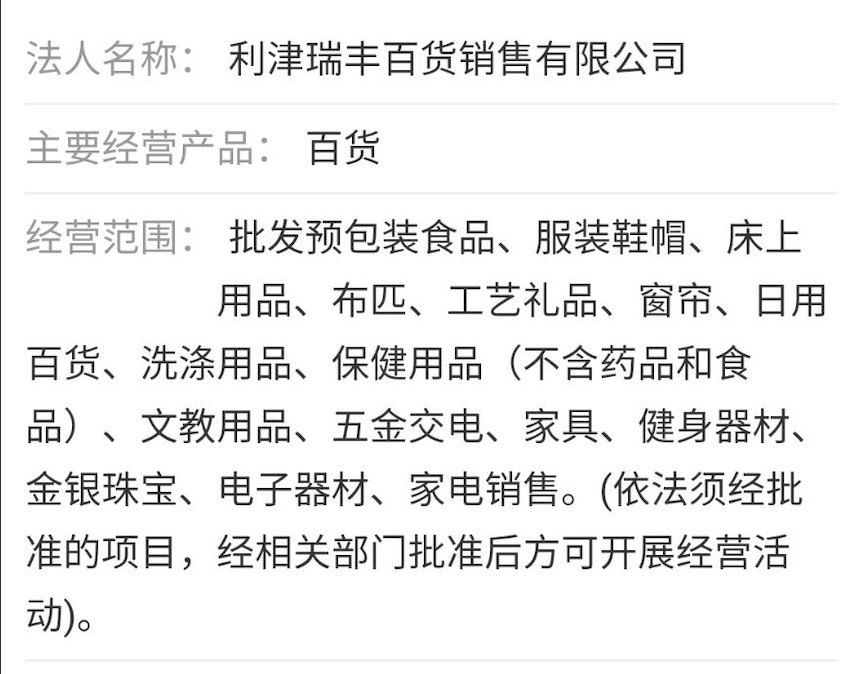 法人名称： 利津瑞丰百货销售有限公司
主要经营产品： 百货
经营范围： 批发预包装食品、服装鞋帽、床上
用品、布匹、工艺礼品、窗帘、日用
百货、洗涤用品、保健用品（不含药品和食
品）、文教用品、五金交电、家具、健身器材、
金银珠宝、电子器材、家电销售。(依法须经批
准的项目，经相关部门批准后方可开展经营活
动)。